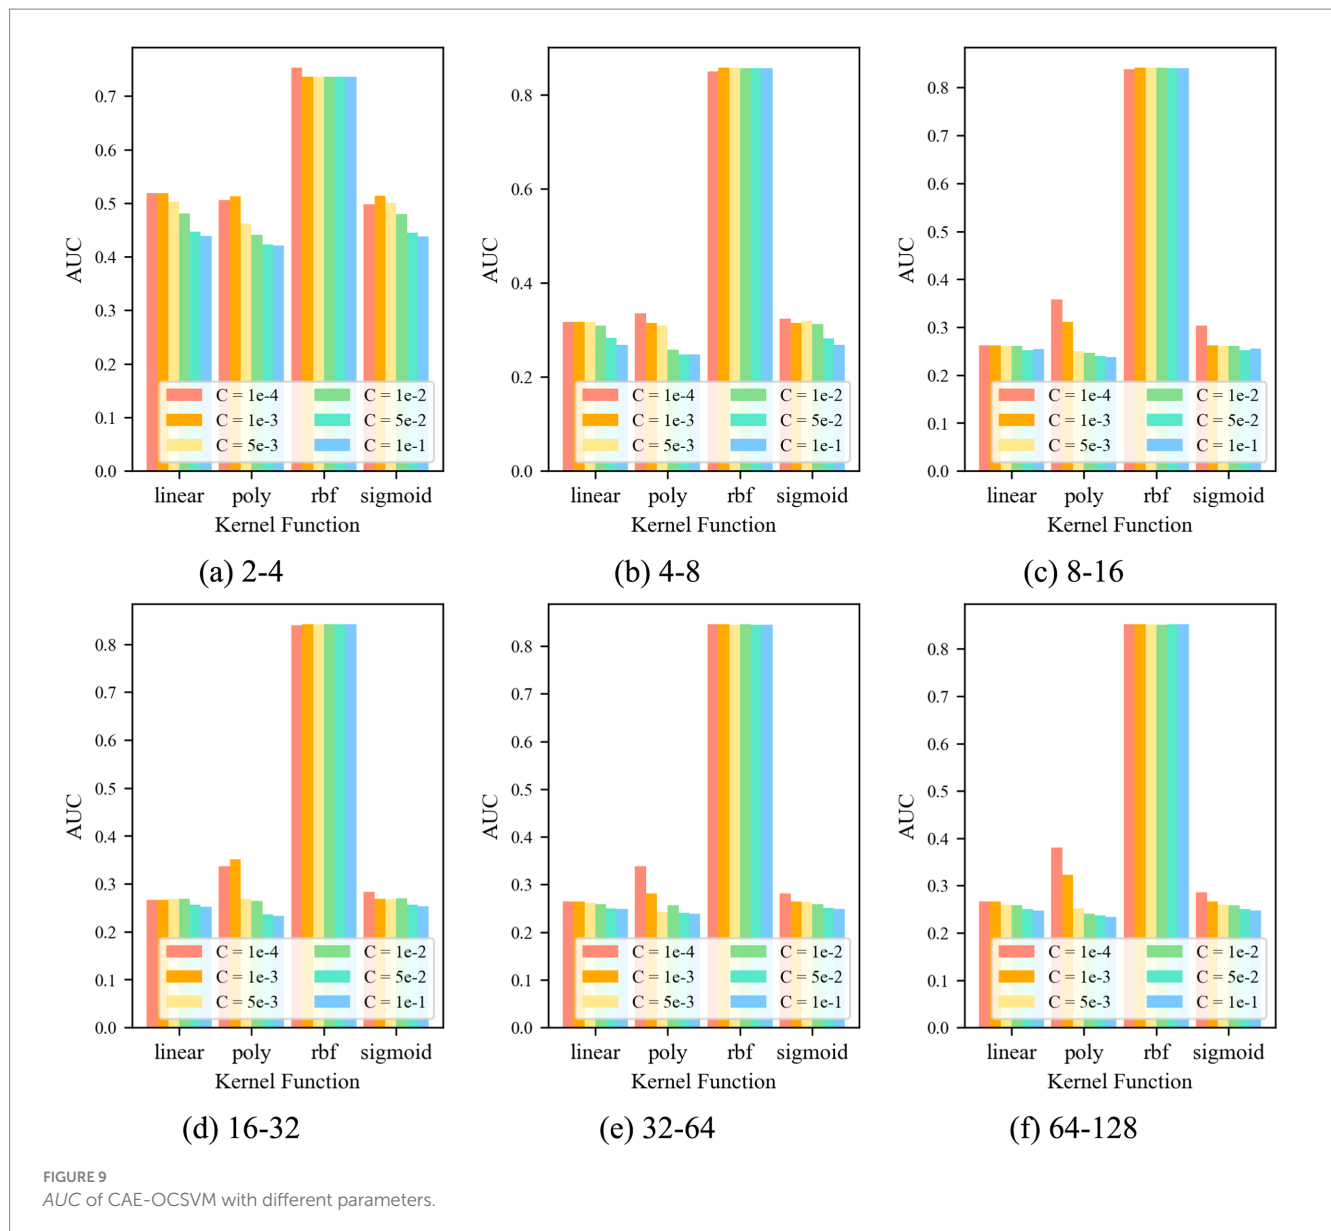 AUC
0.7
0.6
0.5
0.4
0.3
0.2
0.1
0.0
C = 1e-4 C = 1e-2
C = 1e-3 C = 5e-2
C = 5e-3 C = 1e-1
linear poly rbf sigmoid
Kernel Function
(a) 2-4
AUC
0.8
0.6
0.4
0.2
0.0
C = 1e-4 C = 1e-2
C = 1e-3 C = 5e-2
C = 5e-3 C = 1e-1
linear poly rbf sigmoid
Kernel Function
(b) 4-8
AUC
0.8
0.7
0.6
0.5
0.4
0.3
0.2
0.1
0.0
C = 1e-4 C = 1e-2
C = 1e-3 C = 5e-2
C = 5e-3 C = 1e-1
linear poly rbf sigmoid
Kernel Function
(c) 8-16
AUC
0.8
0.7
0.6
0.5
0.4
0.3
0.2
0.1
0.0
C = 1e-4 C = 1e-2
C = 1e-3 C = 5e-2
C = 5e-3 C = 1e-1
linear poly rbf sigmoid
Kernel Function
(d) 16-32
AUC
0.8
0.7
0.6
0.5
0.4
0.3
0.2
0.1
0.0
C = 1e-4 C = 1e-2
C = 1e-3 C = 5e-2
C = 5e-3 C = 1e-1
linear poly rbf sigmoid
Kernel Function
(e) 32-64
AUC
0.8
0.7
0.6
0.5
0.4
0.3
0.2
0.1
0.0
C = 1e-4 C = 1e-2
C = 1e-3 C = 5e-2
C = 5e-3 C = 1e-1
linear poly rbf sigmoid
Kernel Function
(f) 64-128
FIGURE 9
AUC of CAE-OCSVM with different parameters.